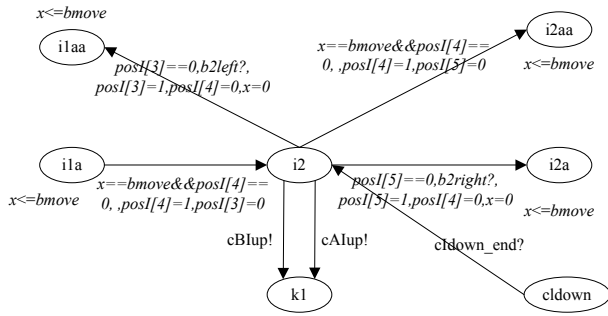 x<=bmove
i1aa
i2aa
x<=bmove
posI[3]==0,b2left?,
posI[3]=1,posI[4]=0,x=0
x==bmove&&posI[4]==
0, ,posI[4]=1,posI[5]=0
i1a
i2
i2a
x<=bmove
x==bmove&&posI[4]==
0, ,posI[4]=1,posI[3]=0
posI[5]==0,b2right?,
posI[5]=1,posI[4]=0,x=0
x<=bmove
cBIup!
cAIup!
cIdown_end?
k1
cIdown